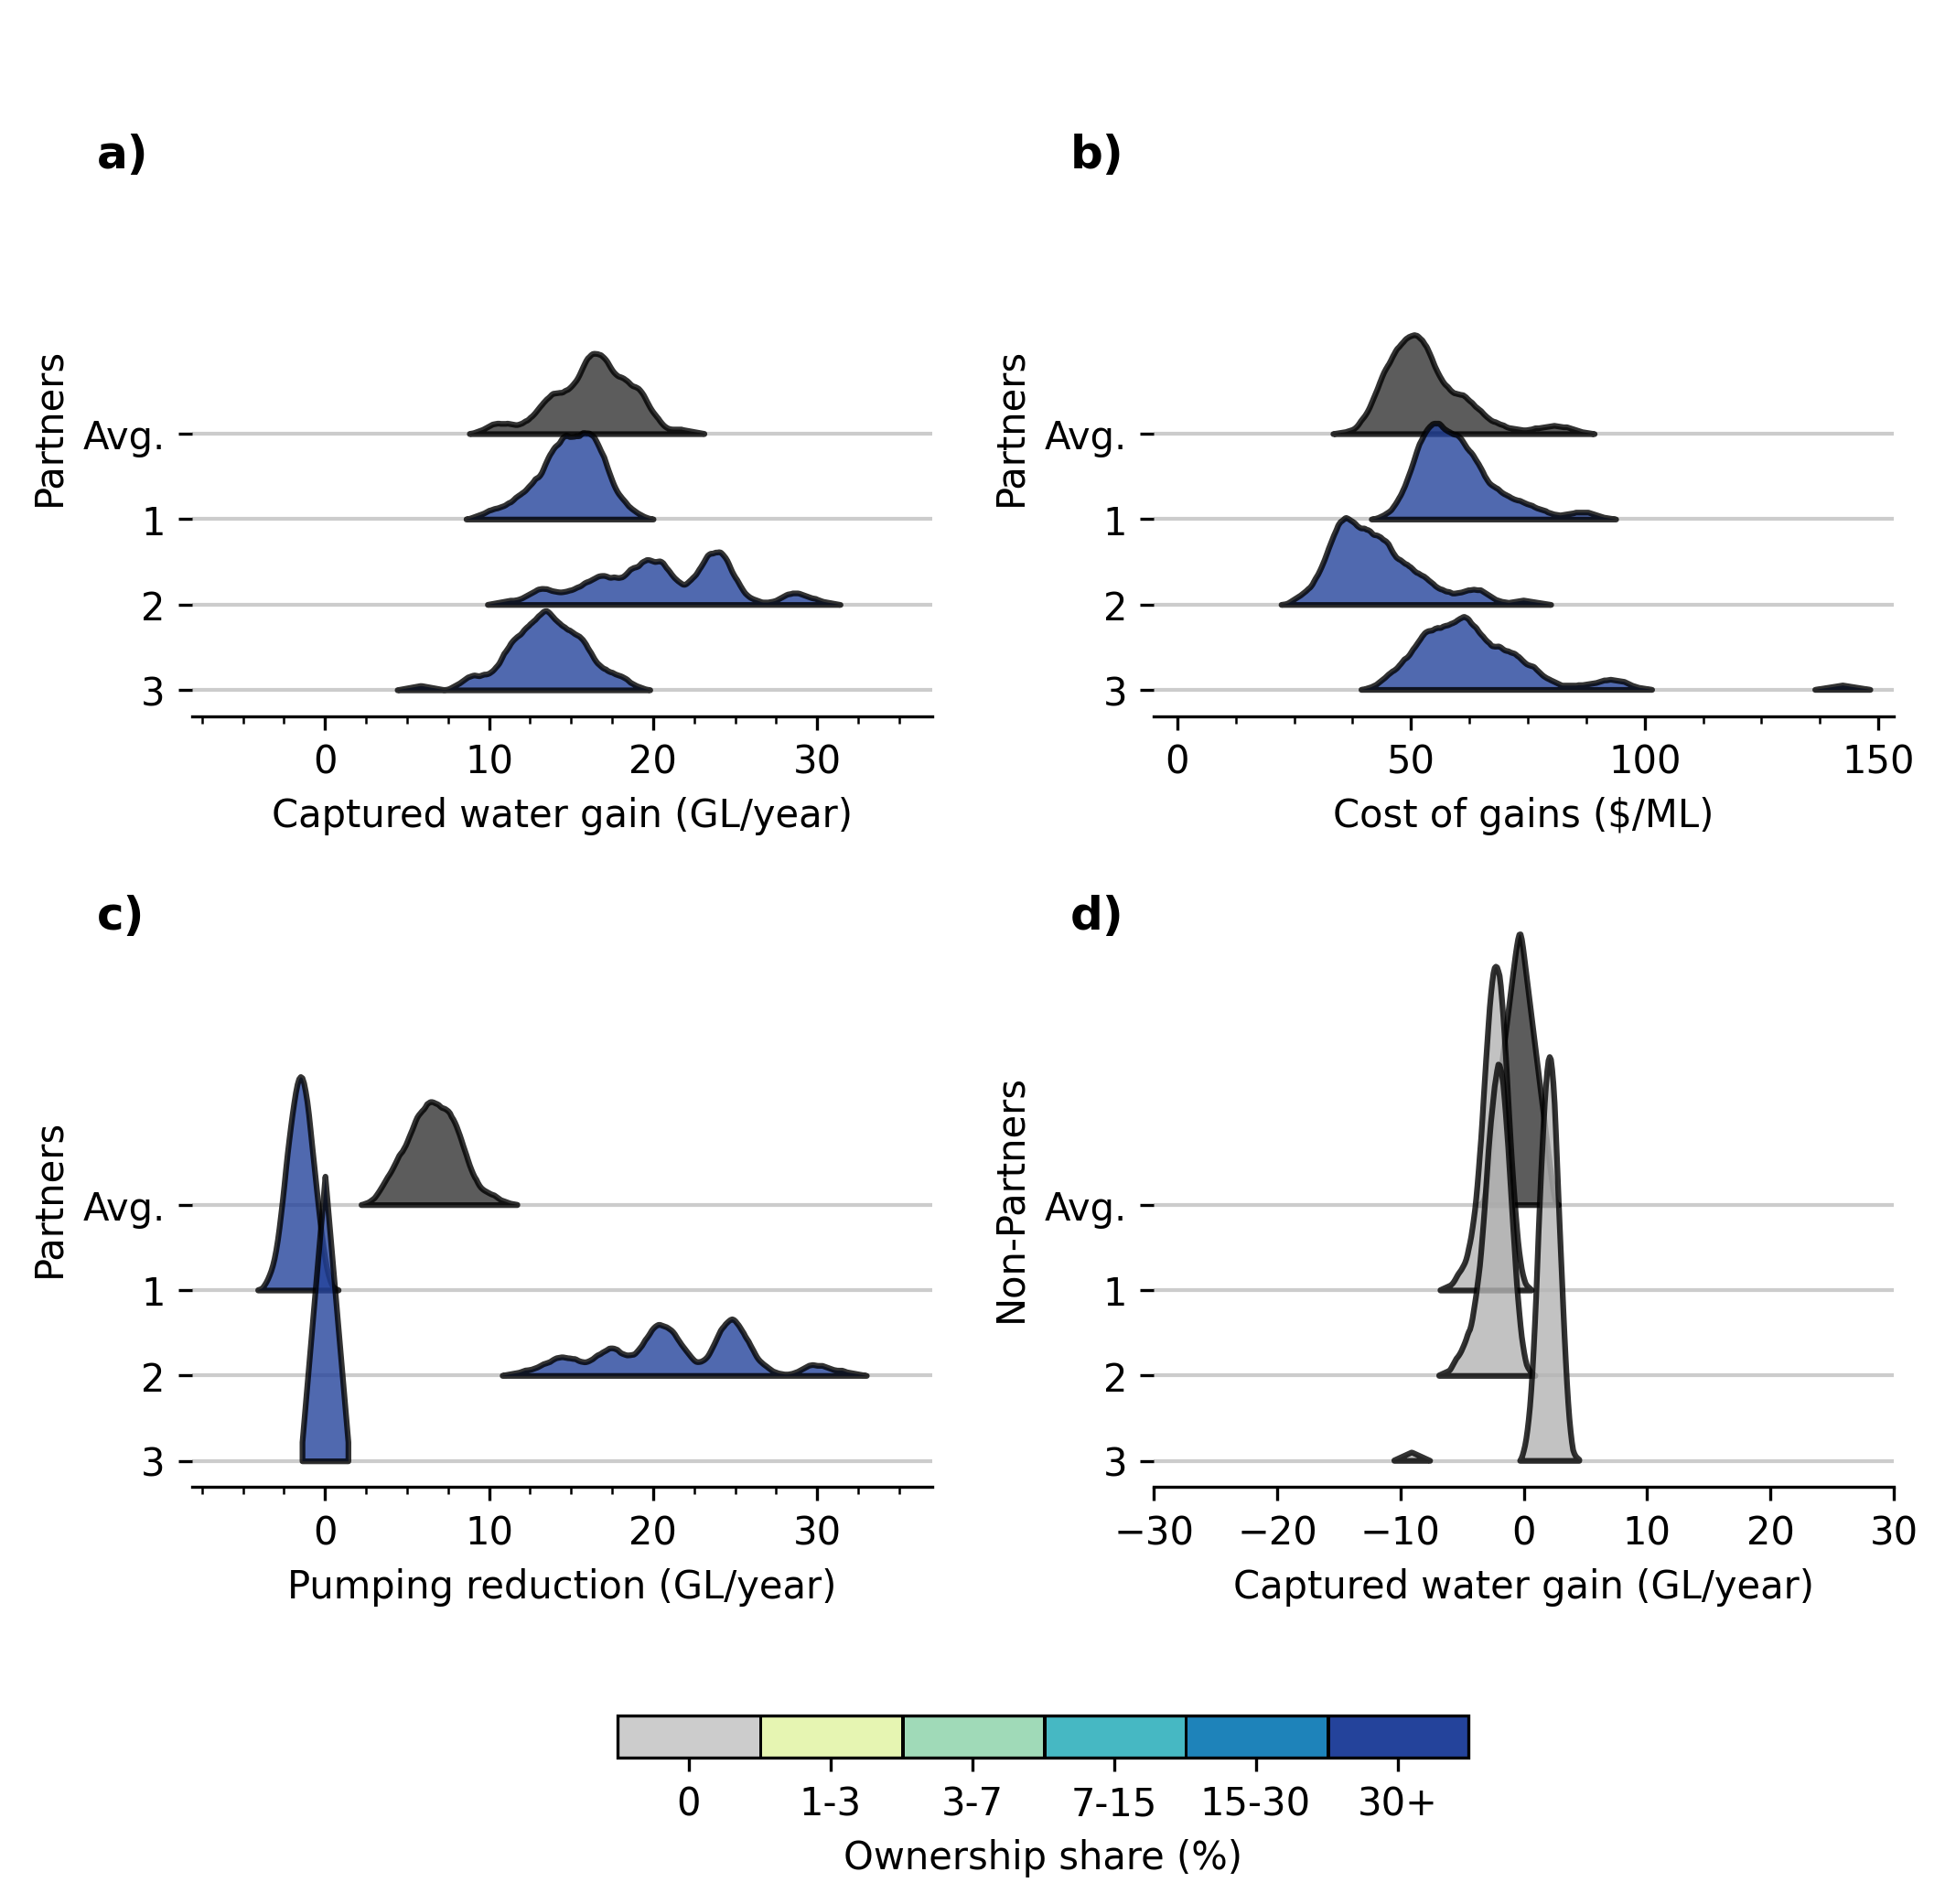 a)
Partners
Avg.
1
2
3
0 10 20 30
Captured water gain (GL/year)
b)
Partners
Avg.
1
2
3
0 50 100 150
Cost of gains ($/ML)
c)
Partners
Avg.
1
2
3
0 10 20 30
Pumping reduction (GL/year)
d)
Non-Partners
Avg.
1
2
3
−30 −20 −10 0 10 20 30
Captured water gain (GL/year)
0 1-3 3-7 7-15 15-30 30+
Ownership share (%)